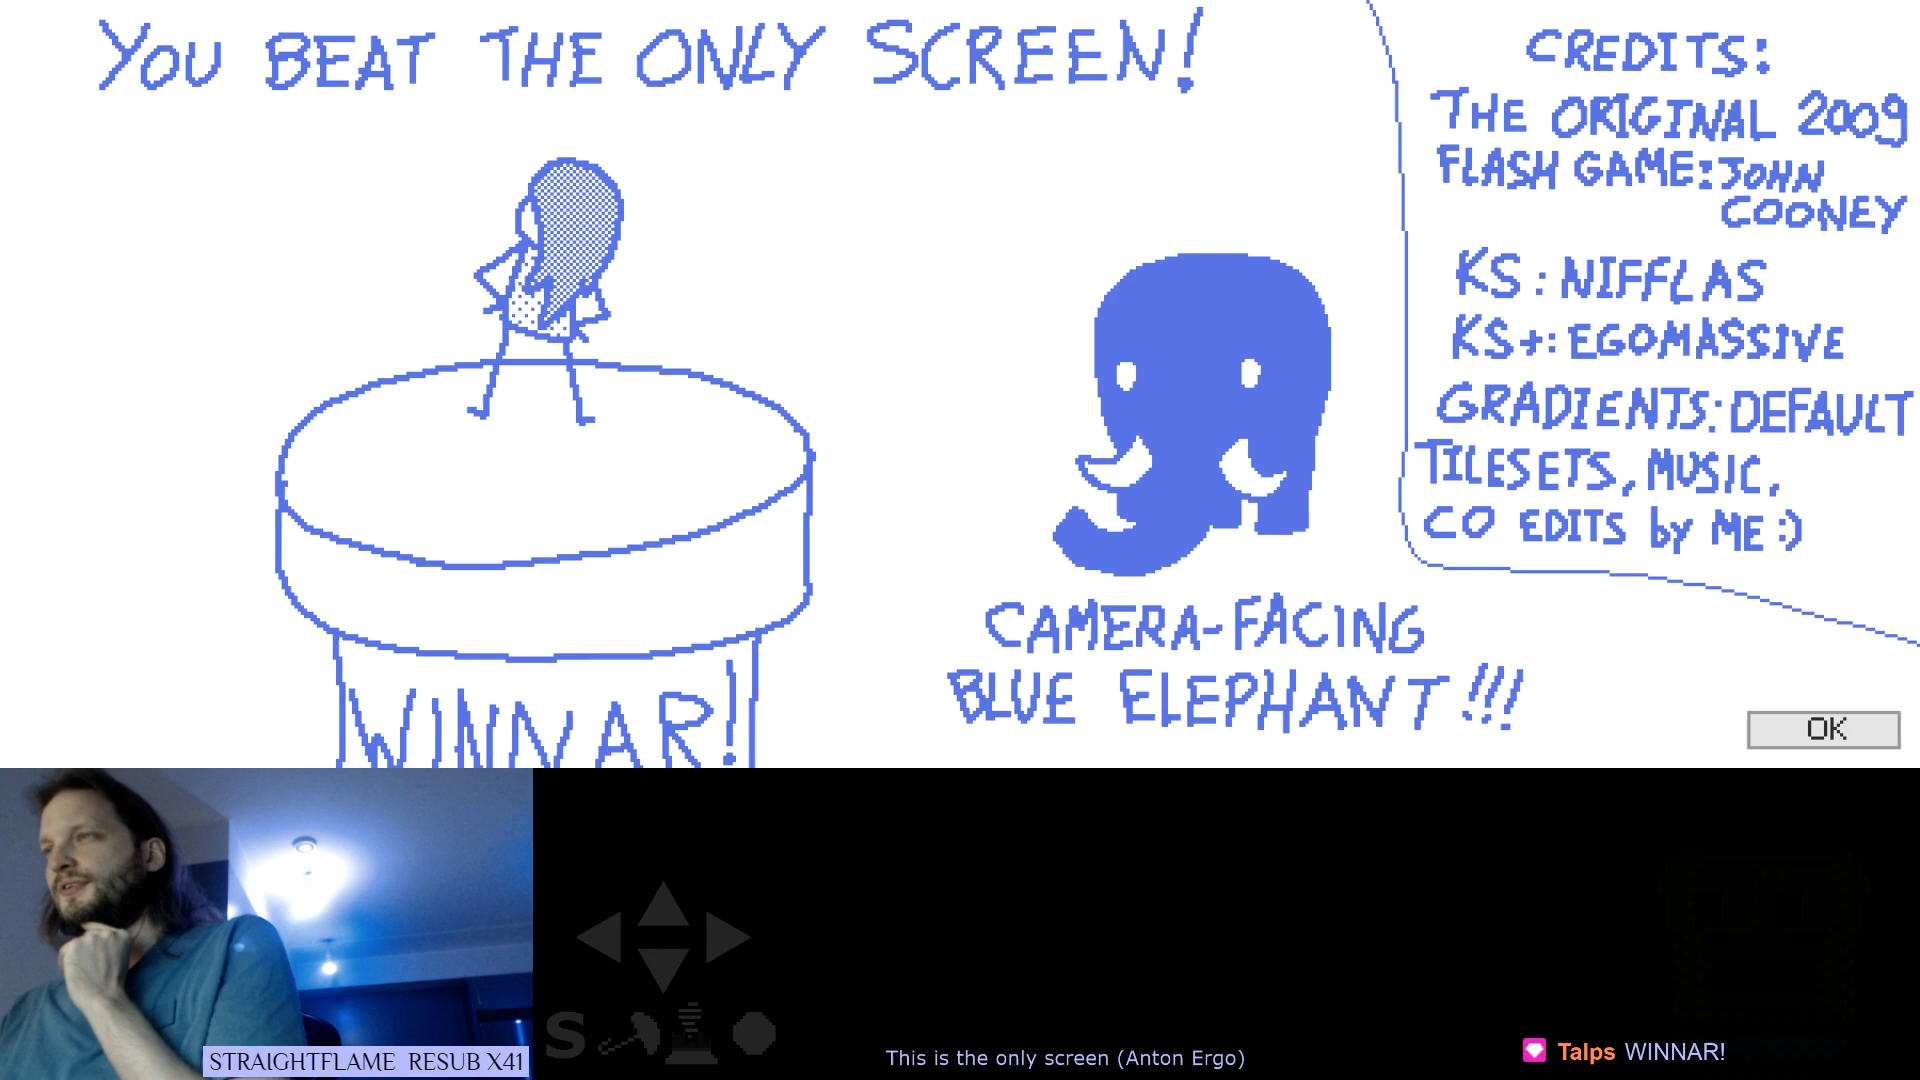 YOU BEAT THE ONLY SCREEN!
CREDITS:
THE ORIGINAL 2009
FLASH GAME: JOHN
COONEY
KS: NIFFLAS
KS+: EGOMASSIVE
GRADIENTS: DEFAULT
TILESETS, MUSIC,
CO EDITS by ME :)
CAMERA-FACING
BLUE ELEPHANT!!!
WINNAR!
OK
S
STRAIGHTFLAME RESUB X41
This is the only screen (Anton Ergo)
Talps WINNAR!